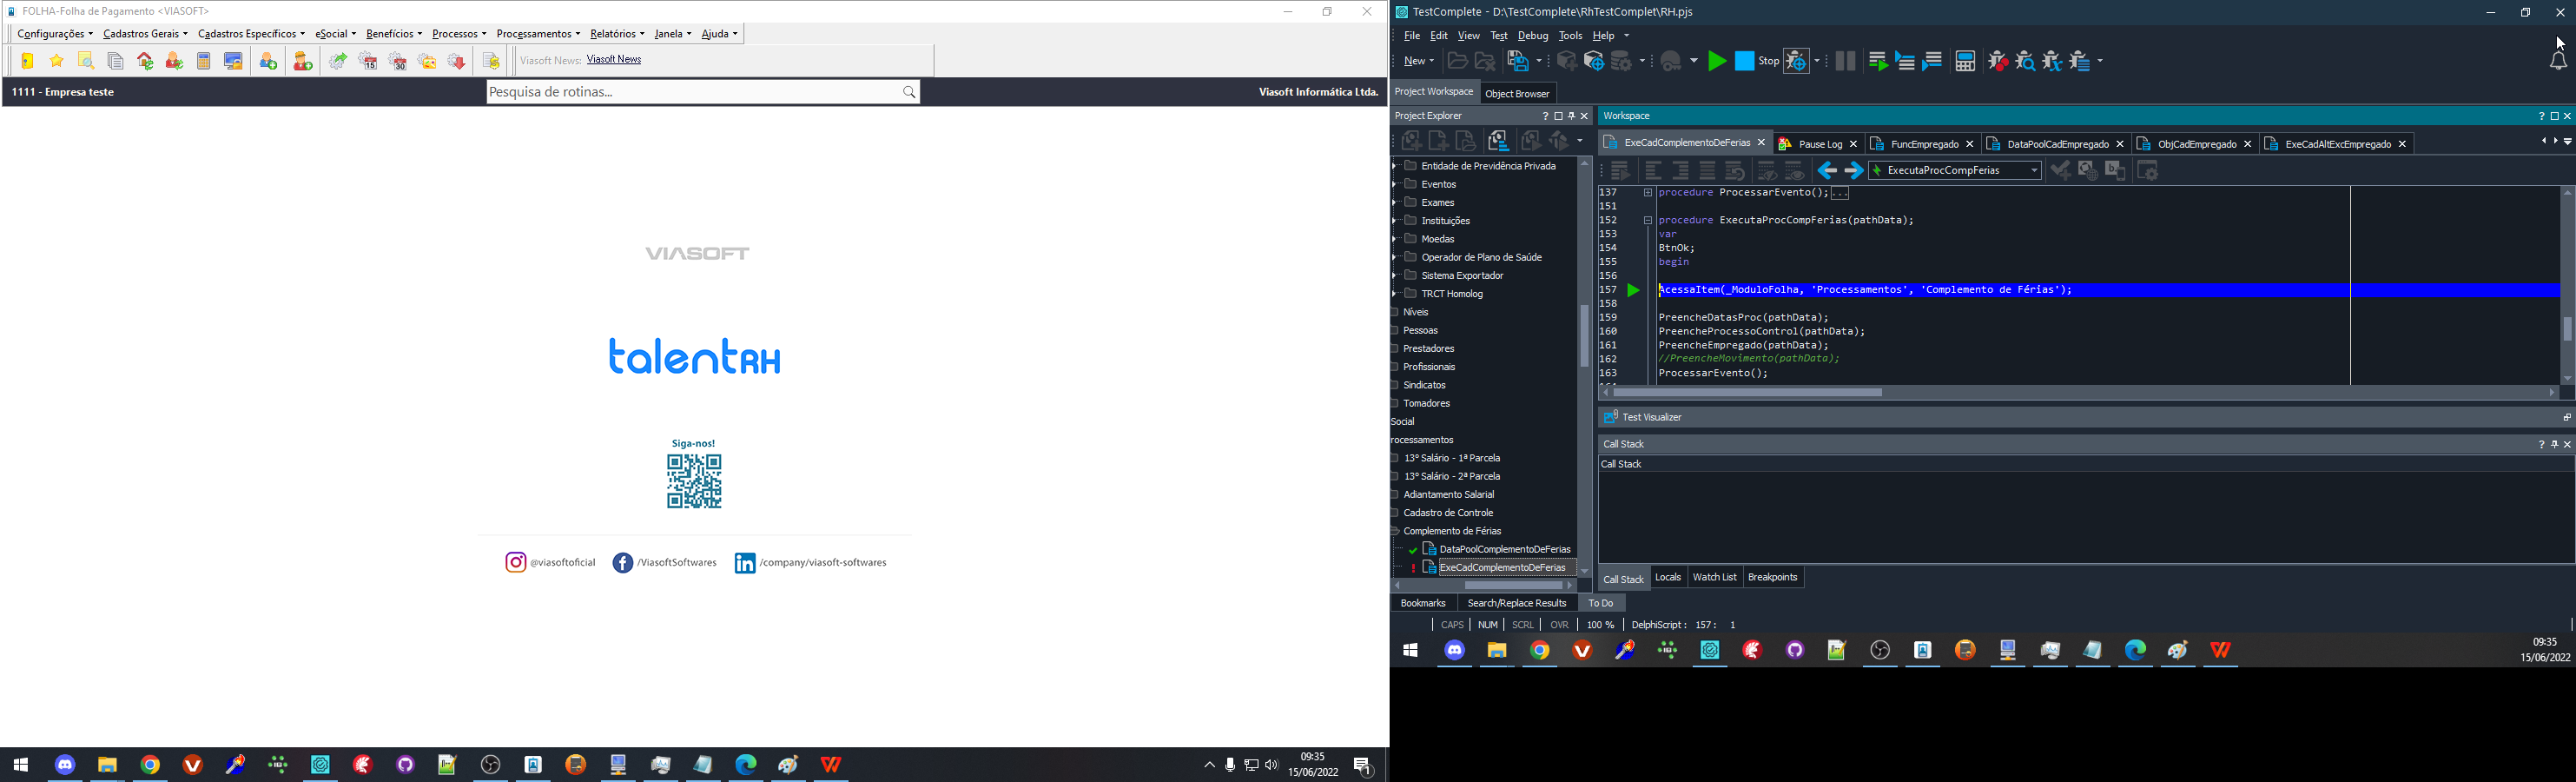 FOLHA-Folha de Pagamento <VIASOFT>
Configurações Cadastros Gerais Cadastros Específicos eSocial Benefícios Processos Processamentos Relatórios Janela Ajuda
Viasoft News: Viasoft News
1111 - Empresa teste
Pesquisa de rotinas...
Viasoft Informática Ltda.
VIASOFT
talentRH
Siga-nos!
@viasoftoficial /ViasoftSoftwares /company/viasoft-softwares
09:35
15/06/2022
TestComplete - D:\TestComplete\RhTestComplet\RH.pjs
File Edit View Test Debug Tools Help
New Stop
Project Workspace Object Browser
Project Explorer
Entidade de Previdência Privada
Eventos
Exames
Instituições
Moedas
Operador de Plano de Saúde
Sistema Exportador
TRCT Homolog
Níveis
Pessoas
Prestadores
Profissionais
Sindicatos
Tomadores
Social
rocessamentos
13º Salário - 1ª Parcela
13º Salário - 2ª Parcela
Adiantamento Salarial
Cadastro de Controle
Complemento de Férias
DataPoolComplementoDeFerias
ExeCadComplementoDeFerias
Workspace
ExeCadComplementoDeFerias Pause Log FuncEmpregado DataPoolCadEmpregado ObjCadEmpregado ExeCadAltExcEmpregado
ExecutaProcCompFerias
137 procedure ProcessarEvento();...
151
152 procedure ExecutaProcCompFerias(pathData);
153 var
154 BtnOk;
155 begin
156
157 AcessaItem(_ModuloFolha, 'Processamentos', 'Complemento de Férias');
158
159 PreencheDatasProc(pathData);
160 PreencheProcessoControl(pathData);
161 PreencheEmpregado(pathData);
162 //PreencheMovimento(pathData);
163 ProcessarEvento();
Test Visualizer
Call Stack
Call Stack
Call Stack Locals Watch List Breakpoints
Bookmarks Search/Replace Results To Do
CAPS NUM SCRL OVR 100 % DelphiScript : 157 : 1
09:35
15/06/2022